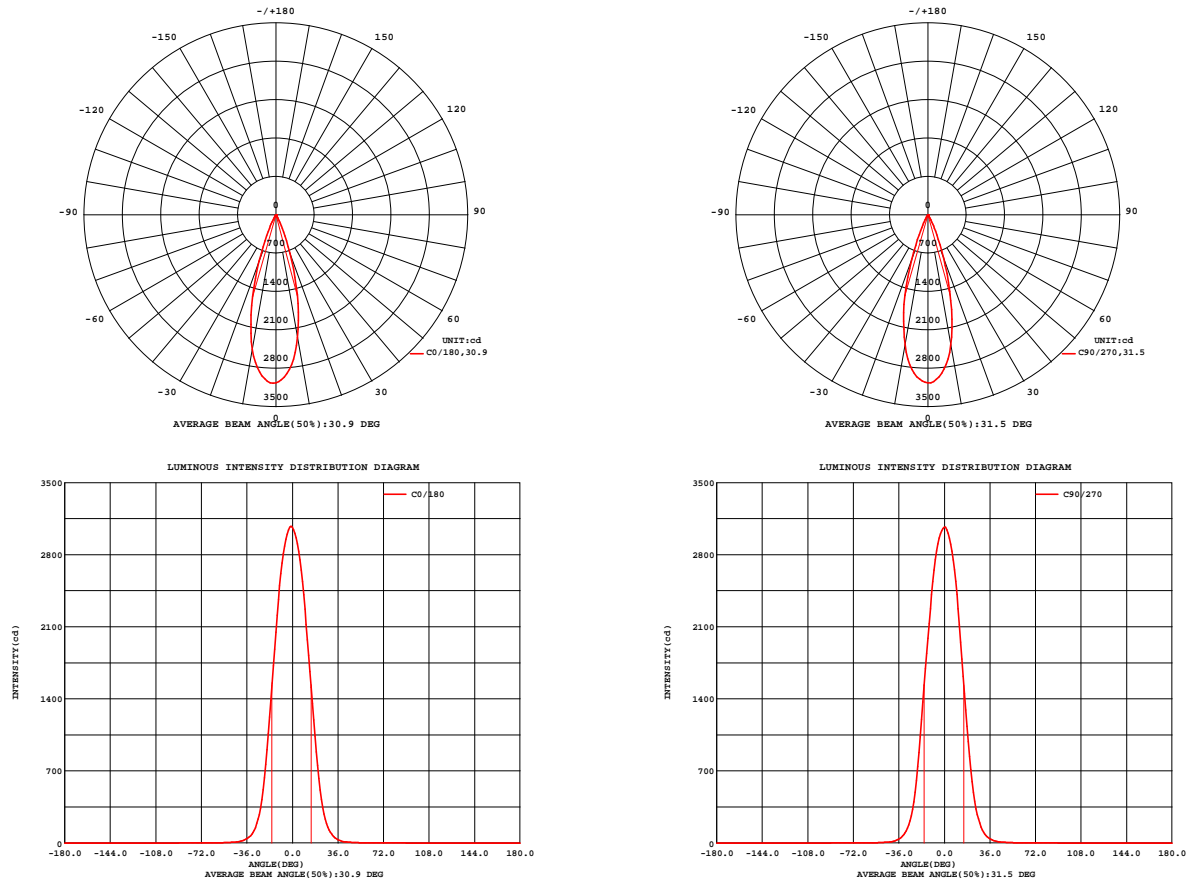 -/+180
-150 150
-120 120
-90 90
-60 60
-30 30
0
700
1400
2100
2800
3500
0
UNIT:cd
C0/180,30.9
AVERAGE BEAM ANGLE(50%):30.9 DEG
-/+180
-150 150
-120 120
-90 90
-60 60
-30 30
0
700
1400
2100
2800
3500
0
UNIT:cd
C90/270,31.5
AVERAGE BEAM ANGLE(50%):31.5 DEG
LUMINOUS INTENSITY DISTRIBUTION DIAGRAM
C0/180
3500
2800
2100
1400
700
0
INTENSITY(cd)
-180.0 -144.0 -108.0 -72.0 -36.0 0.0 36.0 72.0 108.0 144.0 180.0
ANGLE(DEG)
AVERAGE BEAM ANGLE(50%):30.9 DEG
LUMINOUS INTENSITY DISTRIBUTION DIAGRAM
C90/270
3500
2800
2100
1400
700
0
INTENSITY(cd)
-180.0 -144.0 -108.0 -72.0 -36.0 0.0 36.0 72.0 108.0 144.0 180.0
ANGLE(DEG)
AVERAGE BEAM ANGLE(50%):31.5 DEG